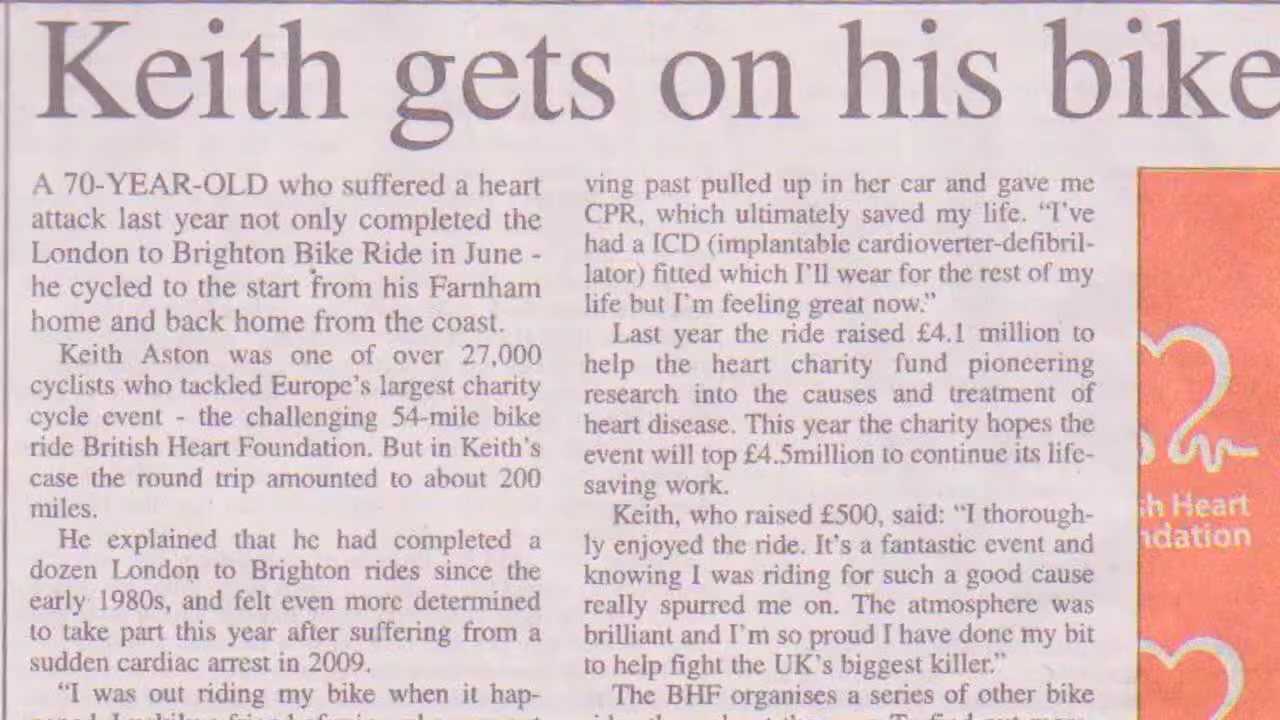 Keith gets on his bike
A 70-YEAR-OLD who suffered a heart
attack last year not only completed the
London to Brighton Bike Ride in June -
he cycled to the start from his Farnham
home and back home from the coast.
Keith Aston was one of over 27,000
cyclists who tackled Europe's largest charity
cycle event - the challenging 54-mile bike
ride British Heart Foundation. But in Keith's
case the round trip amounted to about 200
miles.
He explained that he had completed a
dozen London to Brighton rides since the
early 1980s, and felt even more determined
to take part this year after suffering from a
sudden cardiac arrest in 2009.
“I was out riding my bike when it hap-
ving past pulled up in her car and gave me
CPR, which ultimately saved my life. “I've
had a ICD (implantable cardioverter-defibril-
lator) fitted which I'll wear for the rest of my
life but I'm feeling great now.”
Last year the ride raised £4.1 million to
help the heart charity fund pioneering
research into the causes and treatment of
heart disease. This year the charity hopes the
event will top £4.5million to continue its life-
saving work.
Keith, who raised £500, said: “I thorough-
ly enjoyed the ride. It's a fantastic event and
knowing I was riding for such a good cause
really spurred me on. The atmosphere was
brilliant and I'm so proud I have done my bit
to help fight the UK's biggest killer.”
The BHF organises a series of other bike
sh Heart
ndation